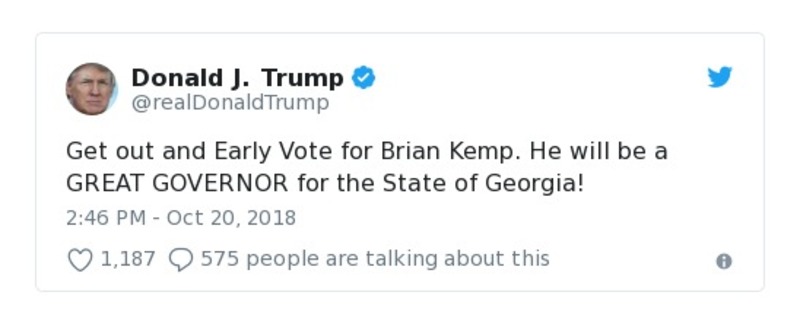 Donald J. Trump
@realDonaldTrump
Get out and Early Vote for Brian Kemp. He will be a
GREAT GOVERNOR for the State of Georgia!
2:46 PM - Oct 20, 2018
1,187 575 people are talking about this